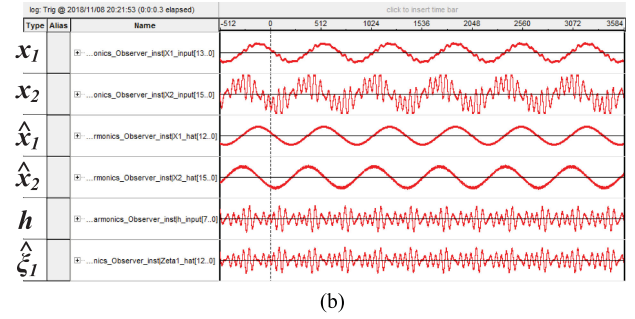 log: Trig @ 2018/11/08 20:21:53 (0:0:0.3 elapsed) click to insert time bar
Type Alias Name -512 0 512 1024 1536 2048 2560 3072 3584
x₁ ...onics_Observer_inst|X1_input[13..0]
x₂ ...onics_Observer_inst|X2_input[15..0]
x̂₁ ...rmonics_Observer_inst|X1_hat[12..0]
x̂₂ ...rmonics_Observer_inst|X2_hat[15..0]
h ...armonics_Observer_inst|h_input[7..0]
ξ̂₁ ...nics_Observer_inst|Zeta1_hat[12..0]
(b)